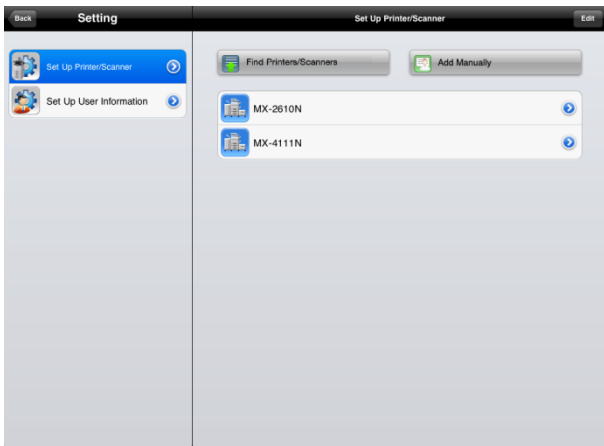 Back
Setting
Set Up Printer/Scanner
Edit
Set Up Printer/Scanner
Set Up User Information
Find Printers/Scanners
Add Manually
MX-2610N
MX-4111N